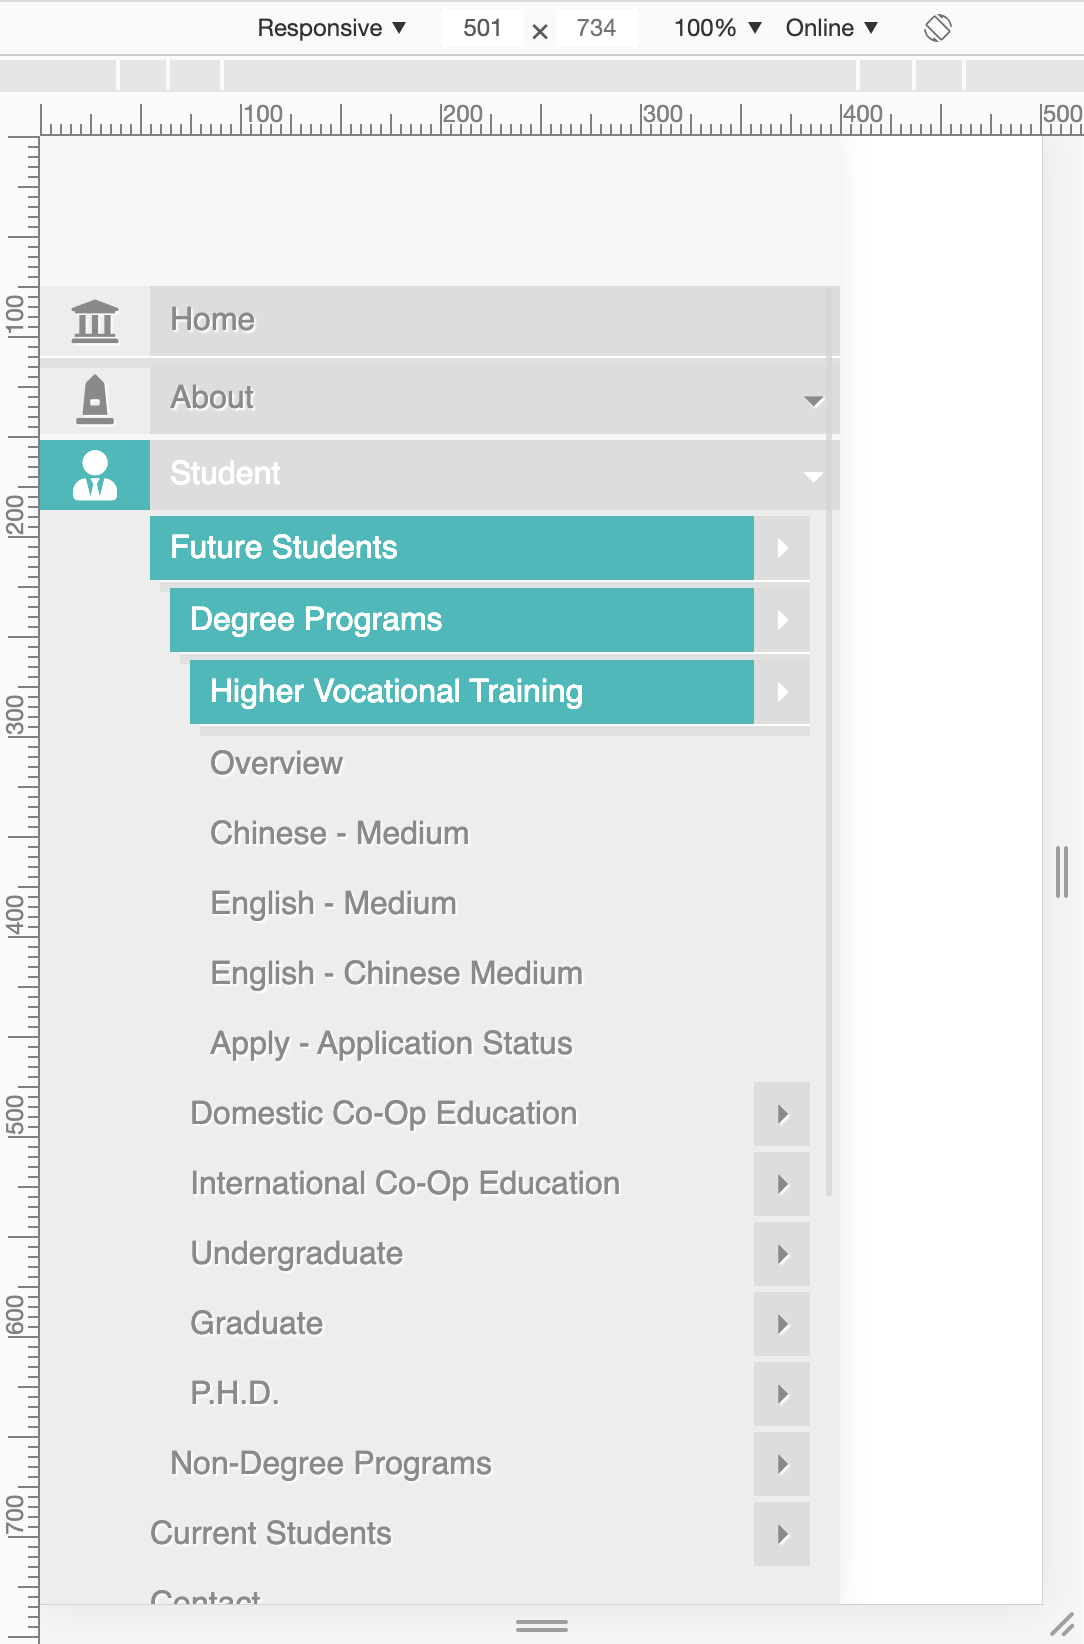 Responsive ▼ 501 × 734 100% ▼ Online ▼
100 200 300 400 500
100
200
300
400
500
600
700
Home
About
Student
Future Students
Degree Programs
Higher Vocational Training
Overview
Chinese - Medium
English - Medium
English - Chinese Medium
Apply - Application Status
Domestic Co-Op Education
International Co-Op Education
Undergraduate
Graduate
P.H.D.
Non-Degree Programs
Current Students
Contact